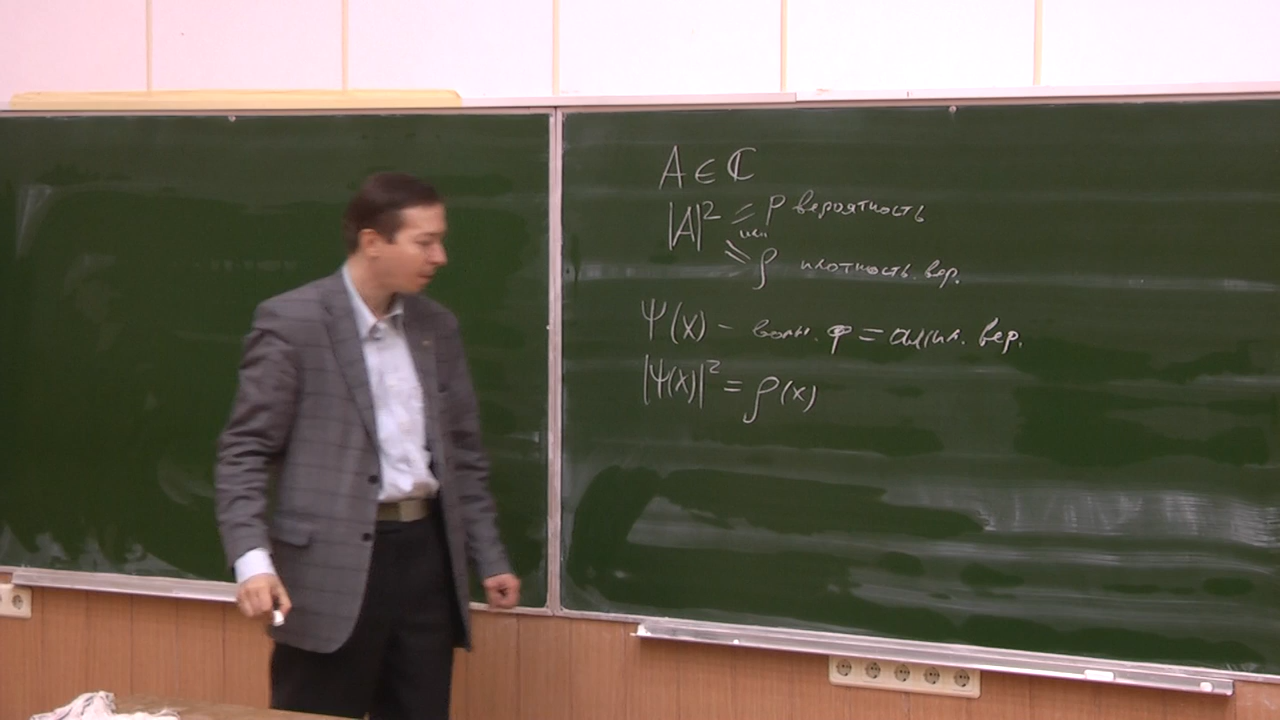 A ∈ ℂ
|A|² = P вероятность
или
= ρ плотность вер.
Ψ(x) – волн. ф = ампл. вер.
|Ψ(x)|² = ρ(x)